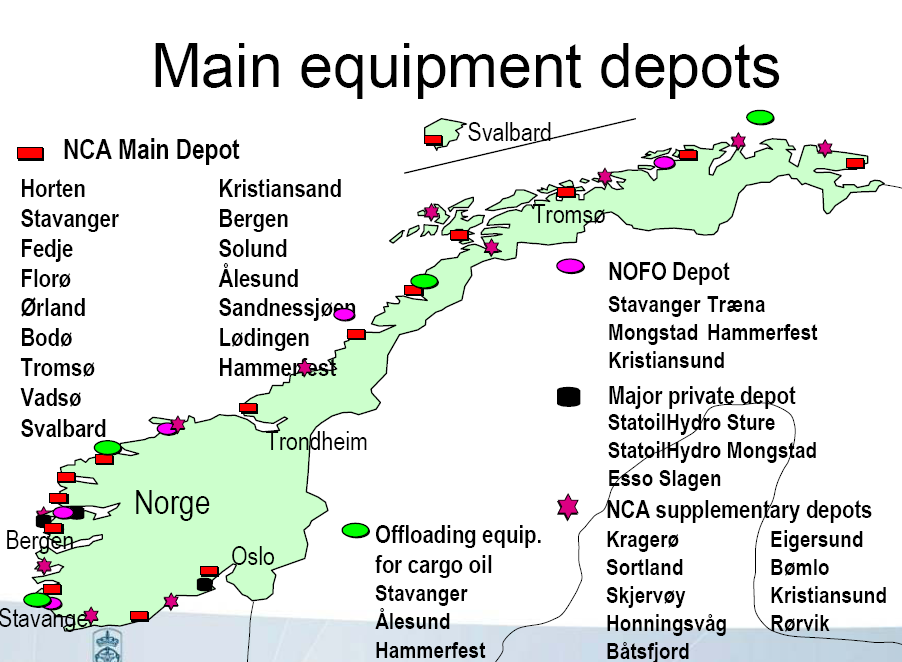 Main equipment depots
Svalbard
NCA Main Depot
Horten Kristiansand
Stavanger Bergen
Fedje Solund
Florø Ålesund
Ørland Sandnessjøen
Bodø Lødingen
Tromsø Hammerfest
Vadsø
Svalbard
Tromsø
Trondheim
Norge
Bergen
Oslo
Stavanger
NOFO Depot
Stavanger Træna
Mongstad Hammerfest
Kristiansund
Major private depot
StatoilHydro Sture
StatoilHydro Mongstad
Esso Slagen
NCA supplementary depots
Kragerø Eigersund
Sortland Bømlo
Skjervøy Kristiansund
Honningsvåg Rørvik
Båtsfjord
Offloading equip.
for cargo oil
Stavanger
Ålesund
Hammerfest